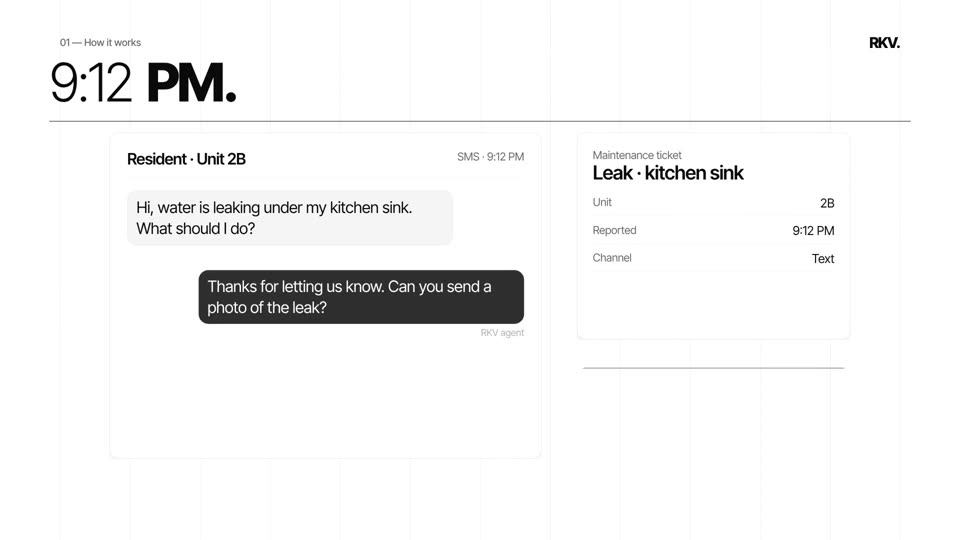 01 — How it works
RKV.
9:12 PM.
Resident · Unit 2B
SMS · 9:12 PM
Hi, water is leaking under my kitchen sink.
What should I do?
Thanks for letting us know. Can you send a
photo of the leak?
RKV agent
Maintenance ticket
Leak · kitchen sink
Unit 2B
Reported 9:12 PM
Channel Text